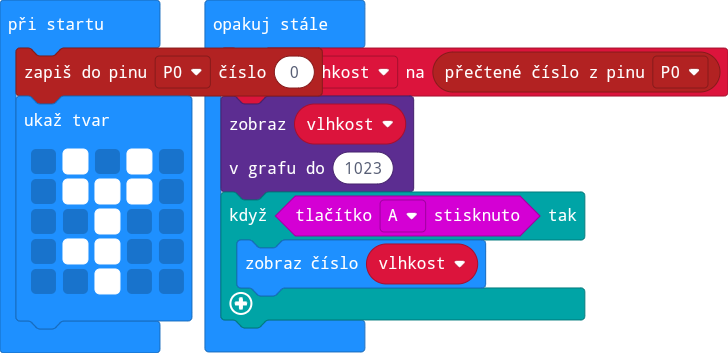 při startu
zapiš do pinu P0 číslo 0
ukaž tvar
opakuj stále
hkost na přečtené číslo z pinu P0
zobraz vlhkost
v grafu do 1023
když tlačítko A stisknuto tak
zobraz číslo vlhkost